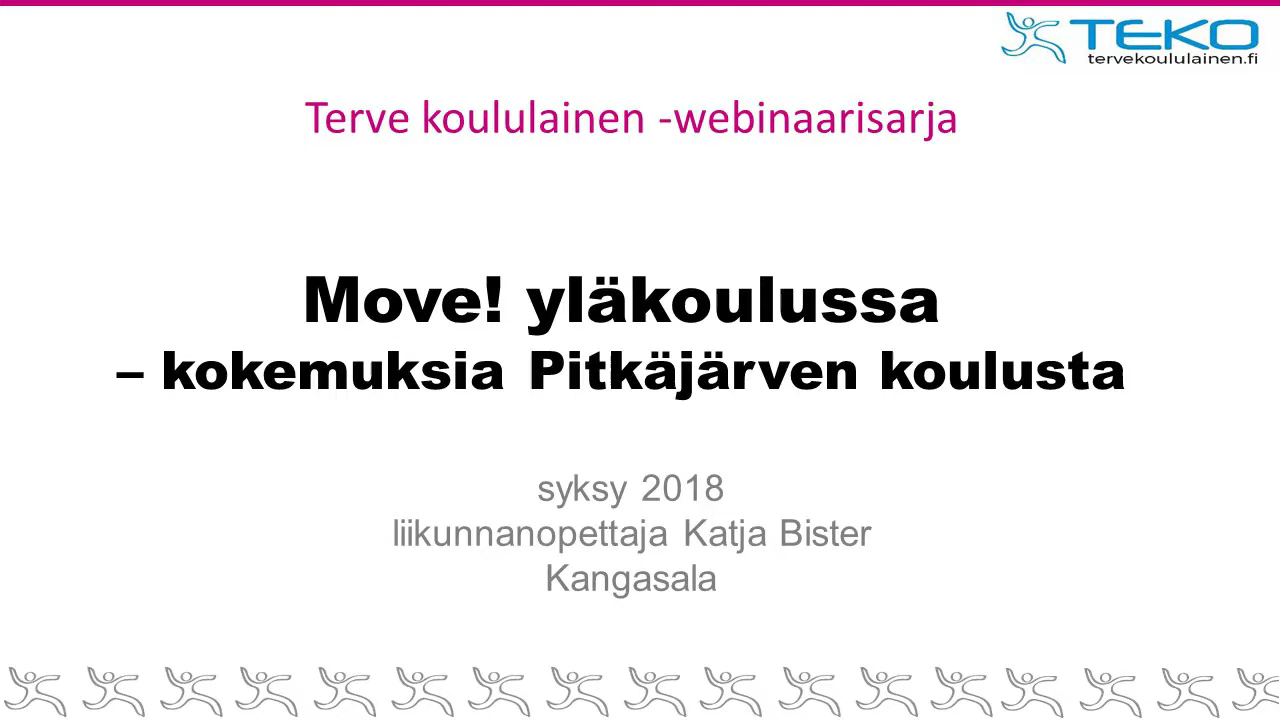 TEKO
tervekoululainen.fi
Terve koululainen -webinaarisarja
Move! yläkoulussa
– kokemuksia Pitkäjärven koulusta
syksy 2018
liikunnanopettaja Katja Bister
Kangasala